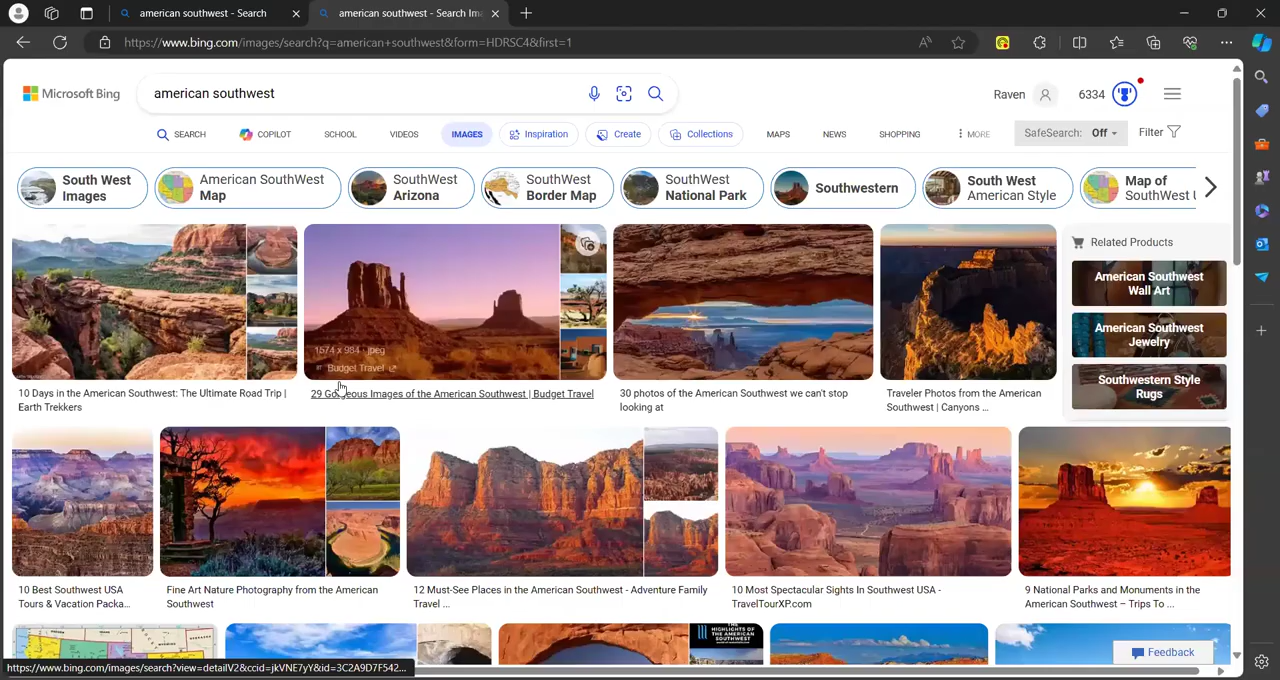 american southwest - Search
american southwest - Search Ima
https://www.bing.com/images/search?q=american+southwest&form=HDRSC4&first=1
Microsoft Bing
american southwest
Raven
6334
SEARCH
COPILOT
SCHOOL
VIDEOS
IMAGES
Inspiration
Create
Collections
MAPS
NEWS
SHOPPING
MORE
SafeSearch: Off
Filter
South West
Images
American SouthWest
Map
SouthWest
Arizona
SouthWest
Border Map
SouthWest
National Park
Southwestern
South West
American Style
Map of
SouthWest U
1574 x 984 · jpeg
Budget Travel
Related Products
American Southwest
Wall Art
American Southwest
Jewelry
Southwestern Style
Rugs
10 Days in the American Southwest: The Ultimate Road Trip |
Earth Trekkers
29 Gorgeous Images of the American Southwest | Budget Travel
30 photos of the American Southwest we can't stop
looking at
Traveler Photos from the American
Southwest | Canyons ...
10 Best Southwest USA
Tours & Vacation Packa...
Fine Art Nature Photography from the American
Southwest
12 Must-See Places in the American Southwest - Adventure Family
Travel ...
10 Most Spectacular Sights In Southwest USA -
TravelTourXP.com
9 National Parks and Monuments in the
American Southwest – Trips To ...
THE
HIGHLIGHTS
OF THE
AMERICAN
SOUTHWEST
Feedback
https://www.bing.com/images/search?view=detailV2&ccid=jkVNE7yY&id=3C2A9D7F542...